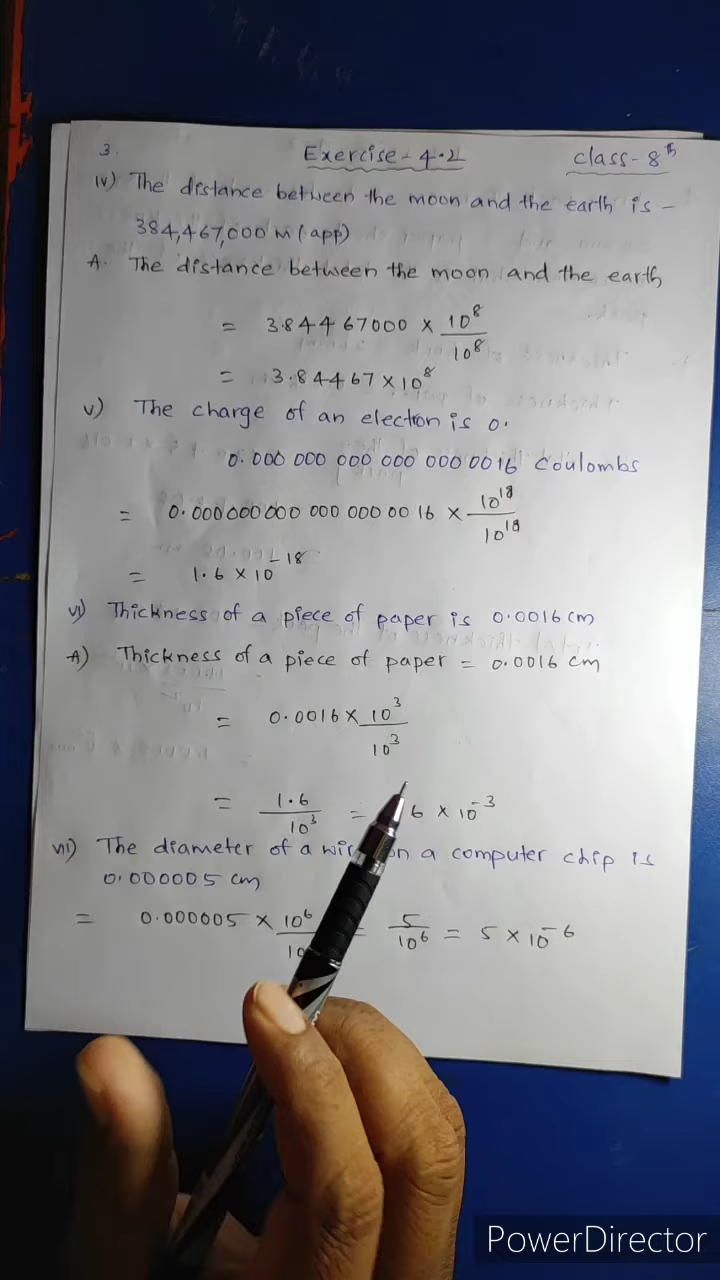 3. Exercise - 4.2 class - 8th
iv) The distance between the moon and the earth is -
384,467,000 m (app)
A. The distance between the moon and the earth
= 3.84467000 × 10^8/10^8
= 3.84467 × 10^8
v) The charge of an electron is 0.
0.000 000 000 000 000 0016 Coulombs
= 0.000000000 000 000 00 16 × 10^18/10^18
= 1.6 × 10^-18
vi) Thickness of a piece of paper is 0.0016 cm
A) Thickness of a piece of paper = 0.0016 cm
= 0.0016 × 10^3/10^3
= 1.6/10^3 = 6 × 10^-3
vii) The diameter of a on a computer chip is
0.000005 cm
= 0.000005 × 10^6/10 = 5/10^6 = 5 × 10^-6
PowerDirector